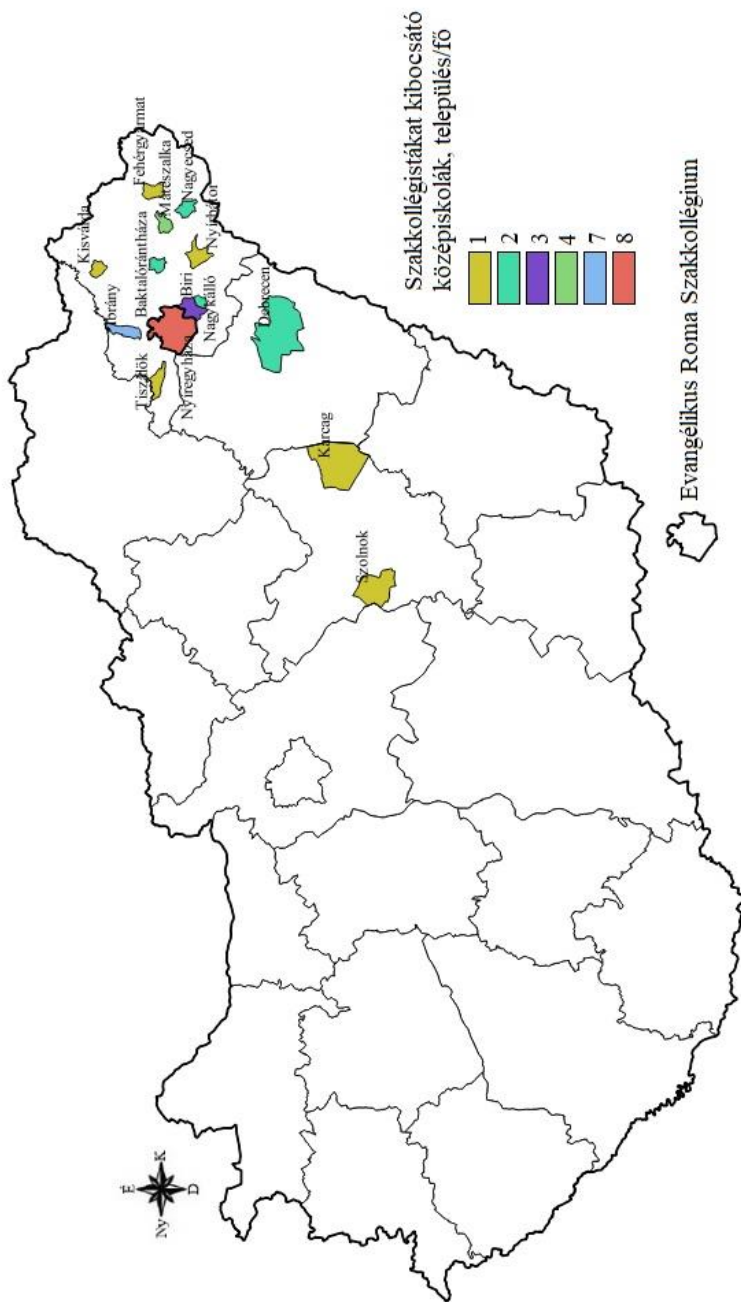 É
Ny
K
D
Kisvárda
Fehérgyarmat
Ibrány
Baktalórántháza
Mátészalka
Nagyecsed
Tiszalök
Biri
Nyírbátor
Nyíregyháza
Nagykálló
Debrecen
Karcag
Szolnok
Szakkollégistákat kibocsátó
középiskolák, település/fő
1
2
3
4
7
8
Evangélikus Roma Szakkollégium